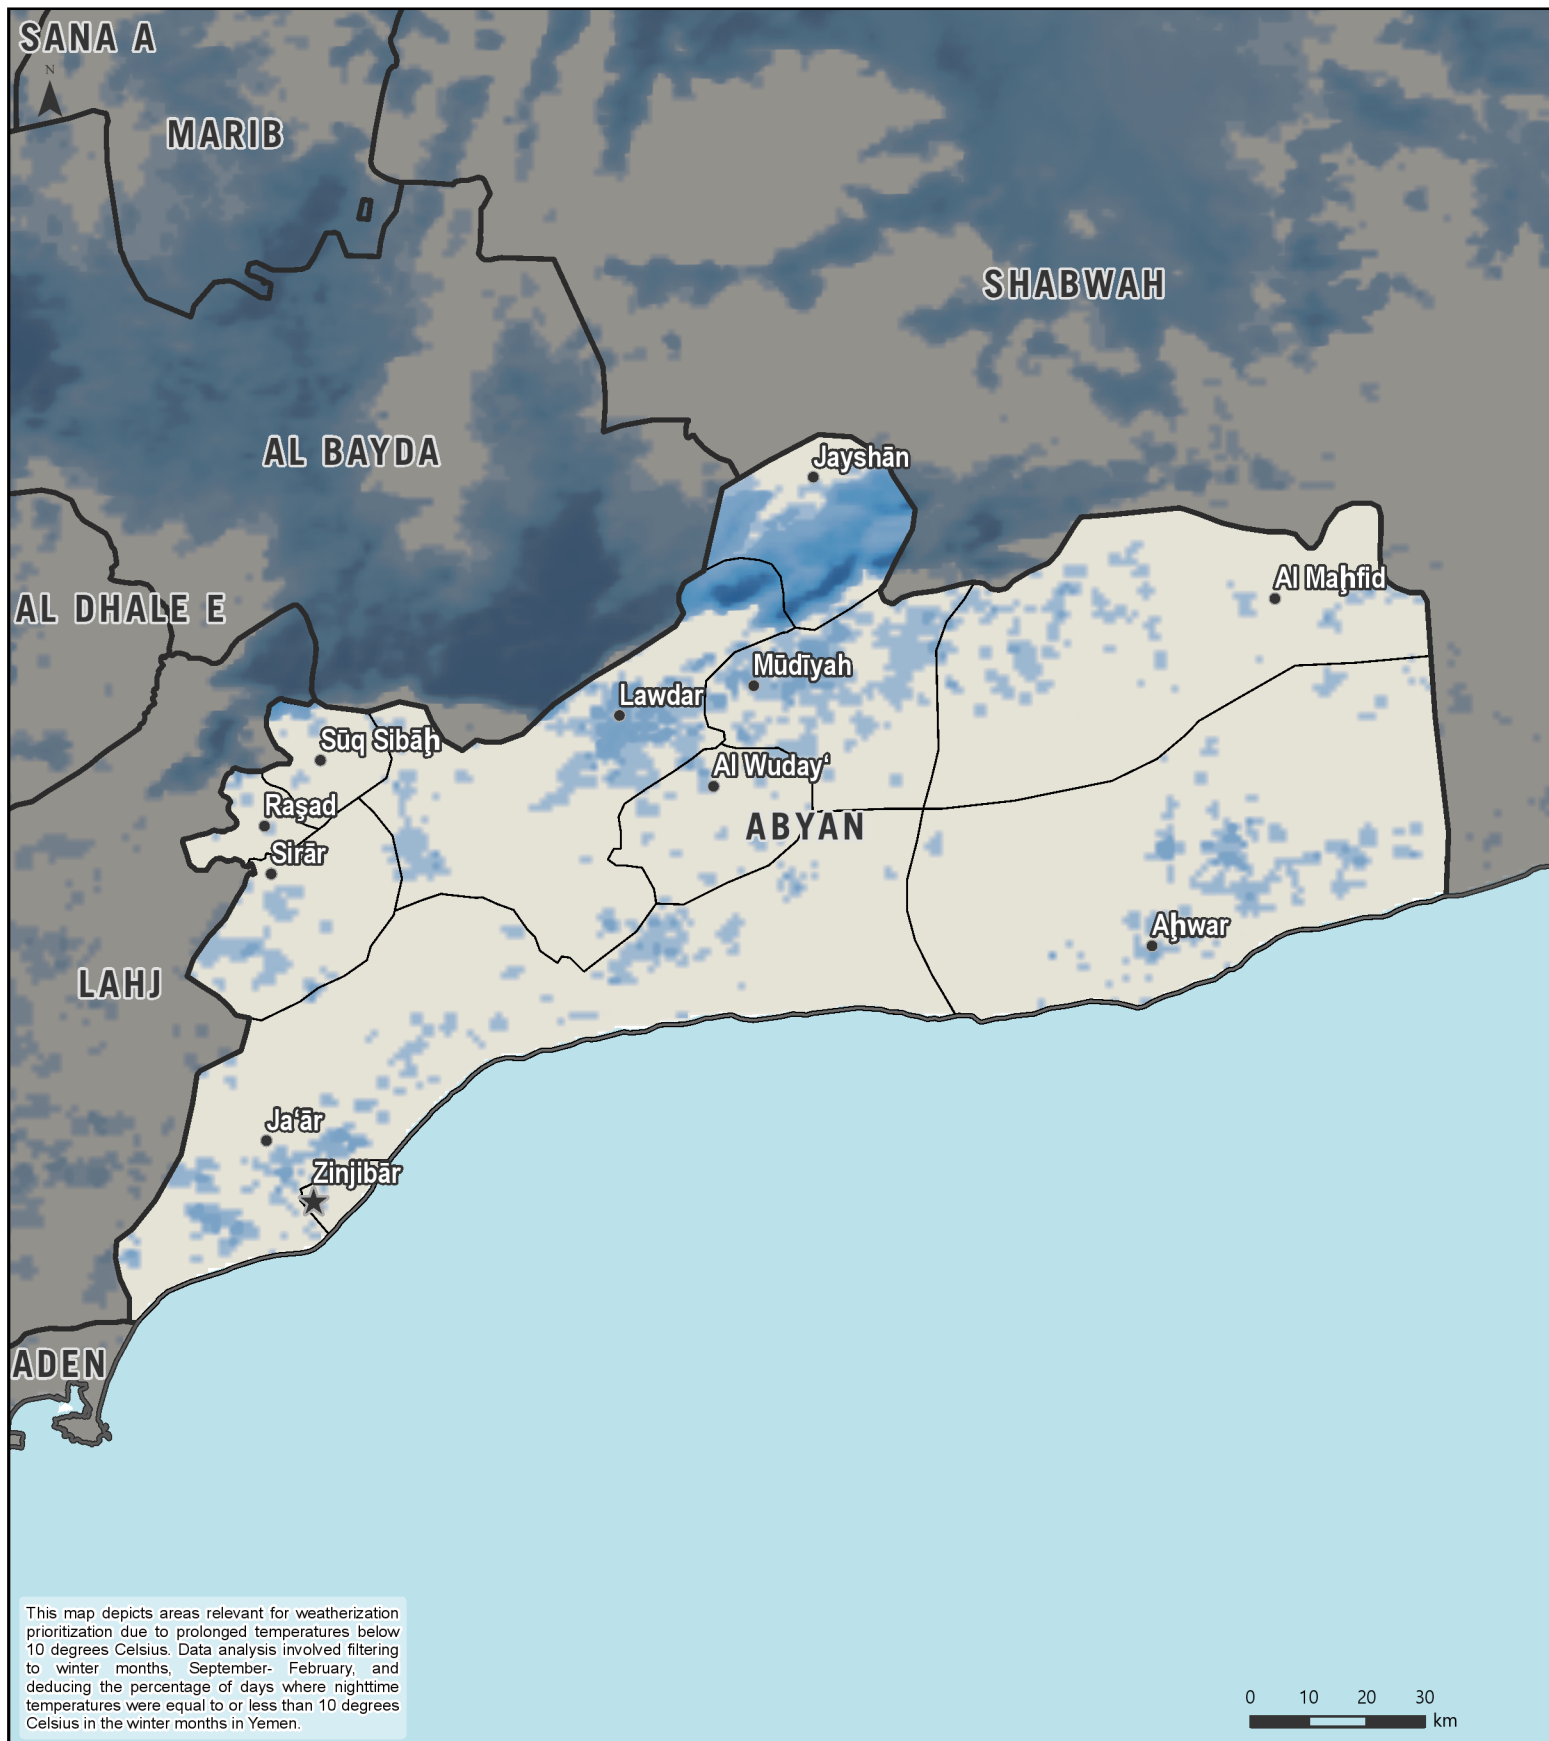 SANA A
N
MARIB
SHABWAH
AL BAYDA
Jayshān
Al Maḩfid
AL DHALE E
Mūdīyah
Lawdar
Sūq Sibāḩ
Al Wuday‘
Raşad
ABYAN
Sirār
Aḩwar
LAHJ
Ja‘ār
Zinjibār
ADEN
This map depicts areas relevant for weatherization
prioritization due to prolonged temperatures below
10 degrees Celsius. Data analysis involved filtering
to winter months, September- February, and
deducing the percentage of days where nighttime
temperatures were equal to or less than 10 degrees
Celsius in the winter months in Yemen.
0 10 20 30
km